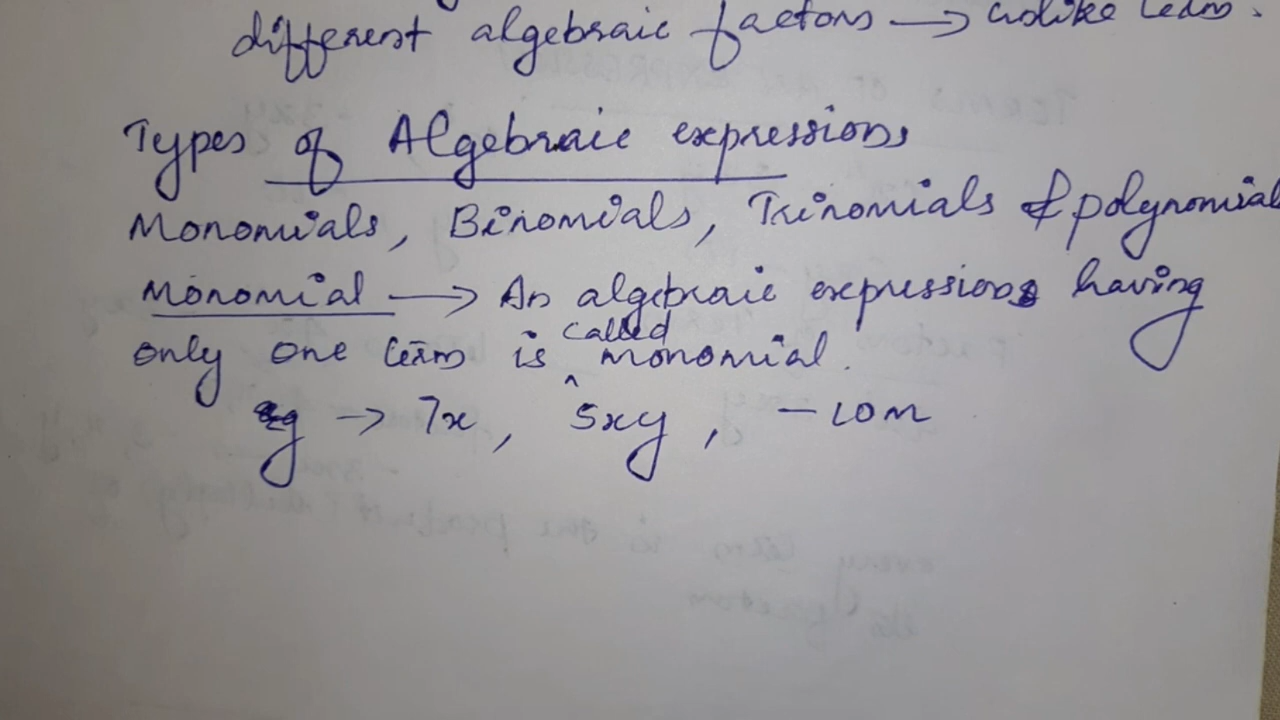 different algebraic factors → unlike terms.
Types of Algebraic expressions
Monomials, Binomials, Trinomials & polynomial
Monomial → An algebraic expressions having
only one term is called monomial.
eg → 7x, 5xy, -10m